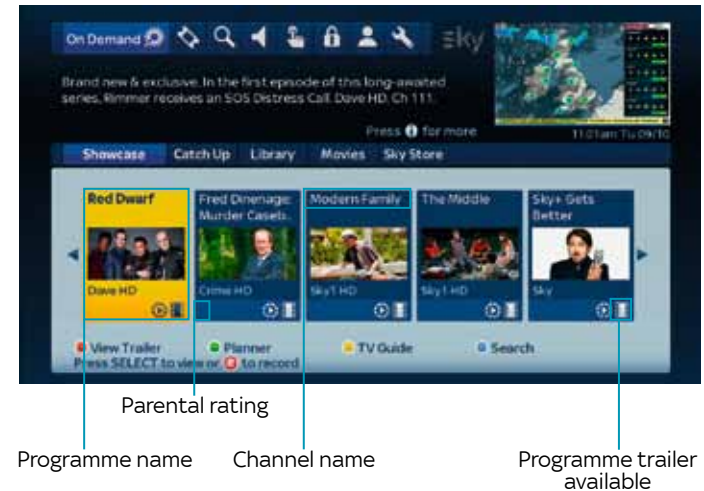 On Demand
sky
Brand new & exclusive. In the first episode of this long-awaited
series, Rimmer receives an SOS Distress Call. Dave HD, Ch 111.
Press i for more
11:01am Tu 09/10
Showcase Catch Up Library Movies Sky Store
Red Dwarf
Dave HD
Fred Dinenage:
Murder Caseb..
Crime HD
Modern Family
Sky1 HD
The Middle
Sky1 HD
Sky+ Gets
Better
Sky
View Trailer Planner TV Guide Search
Press SELECT to view or R to record
Parental rating
Programme name Channel name Programme trailer
available